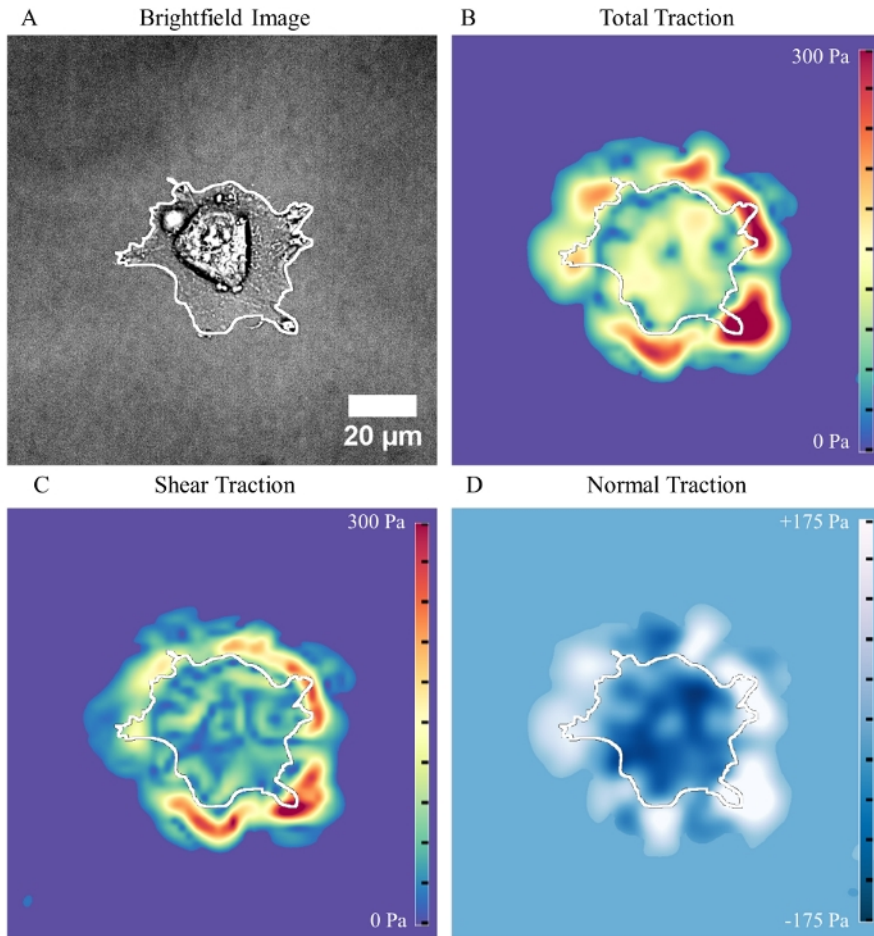 A Brightfield Image
B Total Traction
20 µm
300 Pa
0 Pa
C Shear Traction
D Normal Traction
300 Pa
0 Pa
+175 Pa
-175 Pa